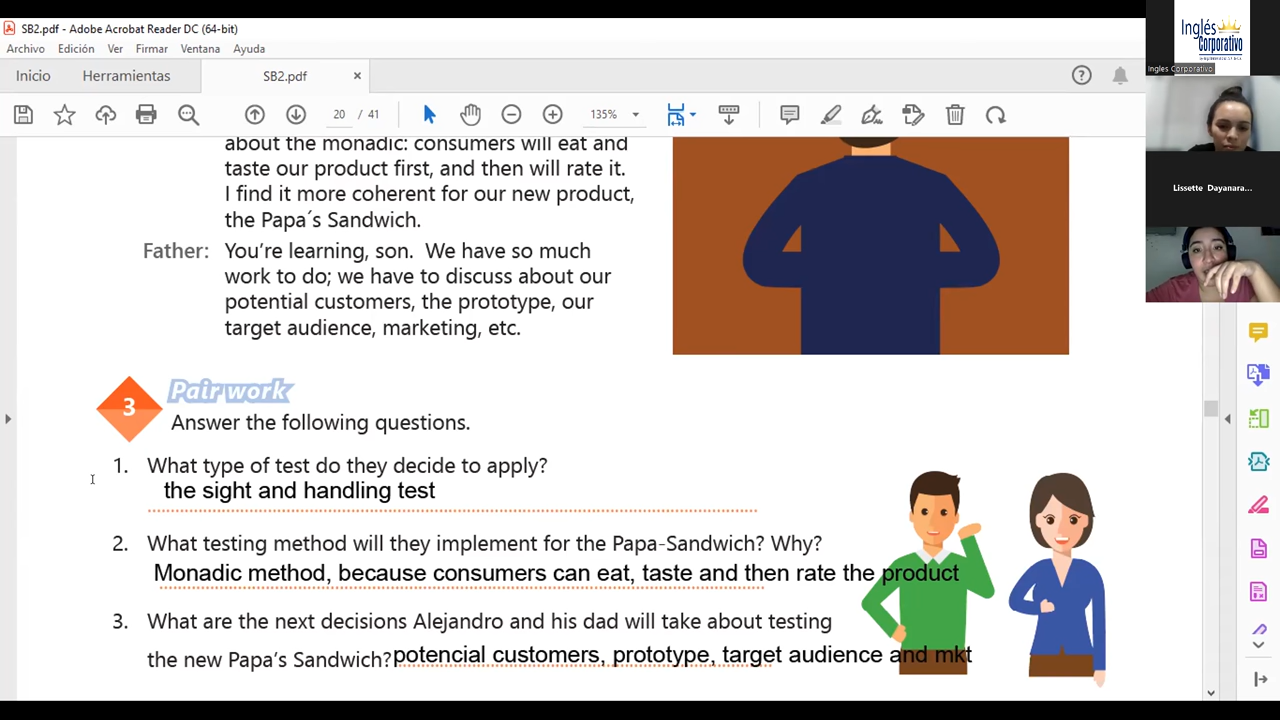 SB2.pdf - Adobe Acrobat Reader DC (64-bit)
Archivo Edición Ver Firmar Ventana Ayuda
Inicio Herramientas SB2.pdf ×
20 / 41 135%
about the monadic: consumers will eat and
taste our product first, and then will rate it.
I find it more coherent for our new product,
the Papa´s Sandwich.
Father: You're learning, son. We have so much
work to do; we have to discuss about our
potential customers, the prototype, our
target audience, marketing, etc.
3 Pair work
Answer the following questions.
1. What type of test do they decide to apply?
the sight and handling test
2. What testing method will they implement for the Papa-Sandwich? Why?
Monadic method, because consumers can eat, taste and then rate the product
3. What are the next decisions Alejandro and his dad will take about testing
the new Papa's Sandwich? potencial customers, prototype, target audience and mkt
Inglés
Corporativo
Ingles Corporativo
Lissette Dayanara...